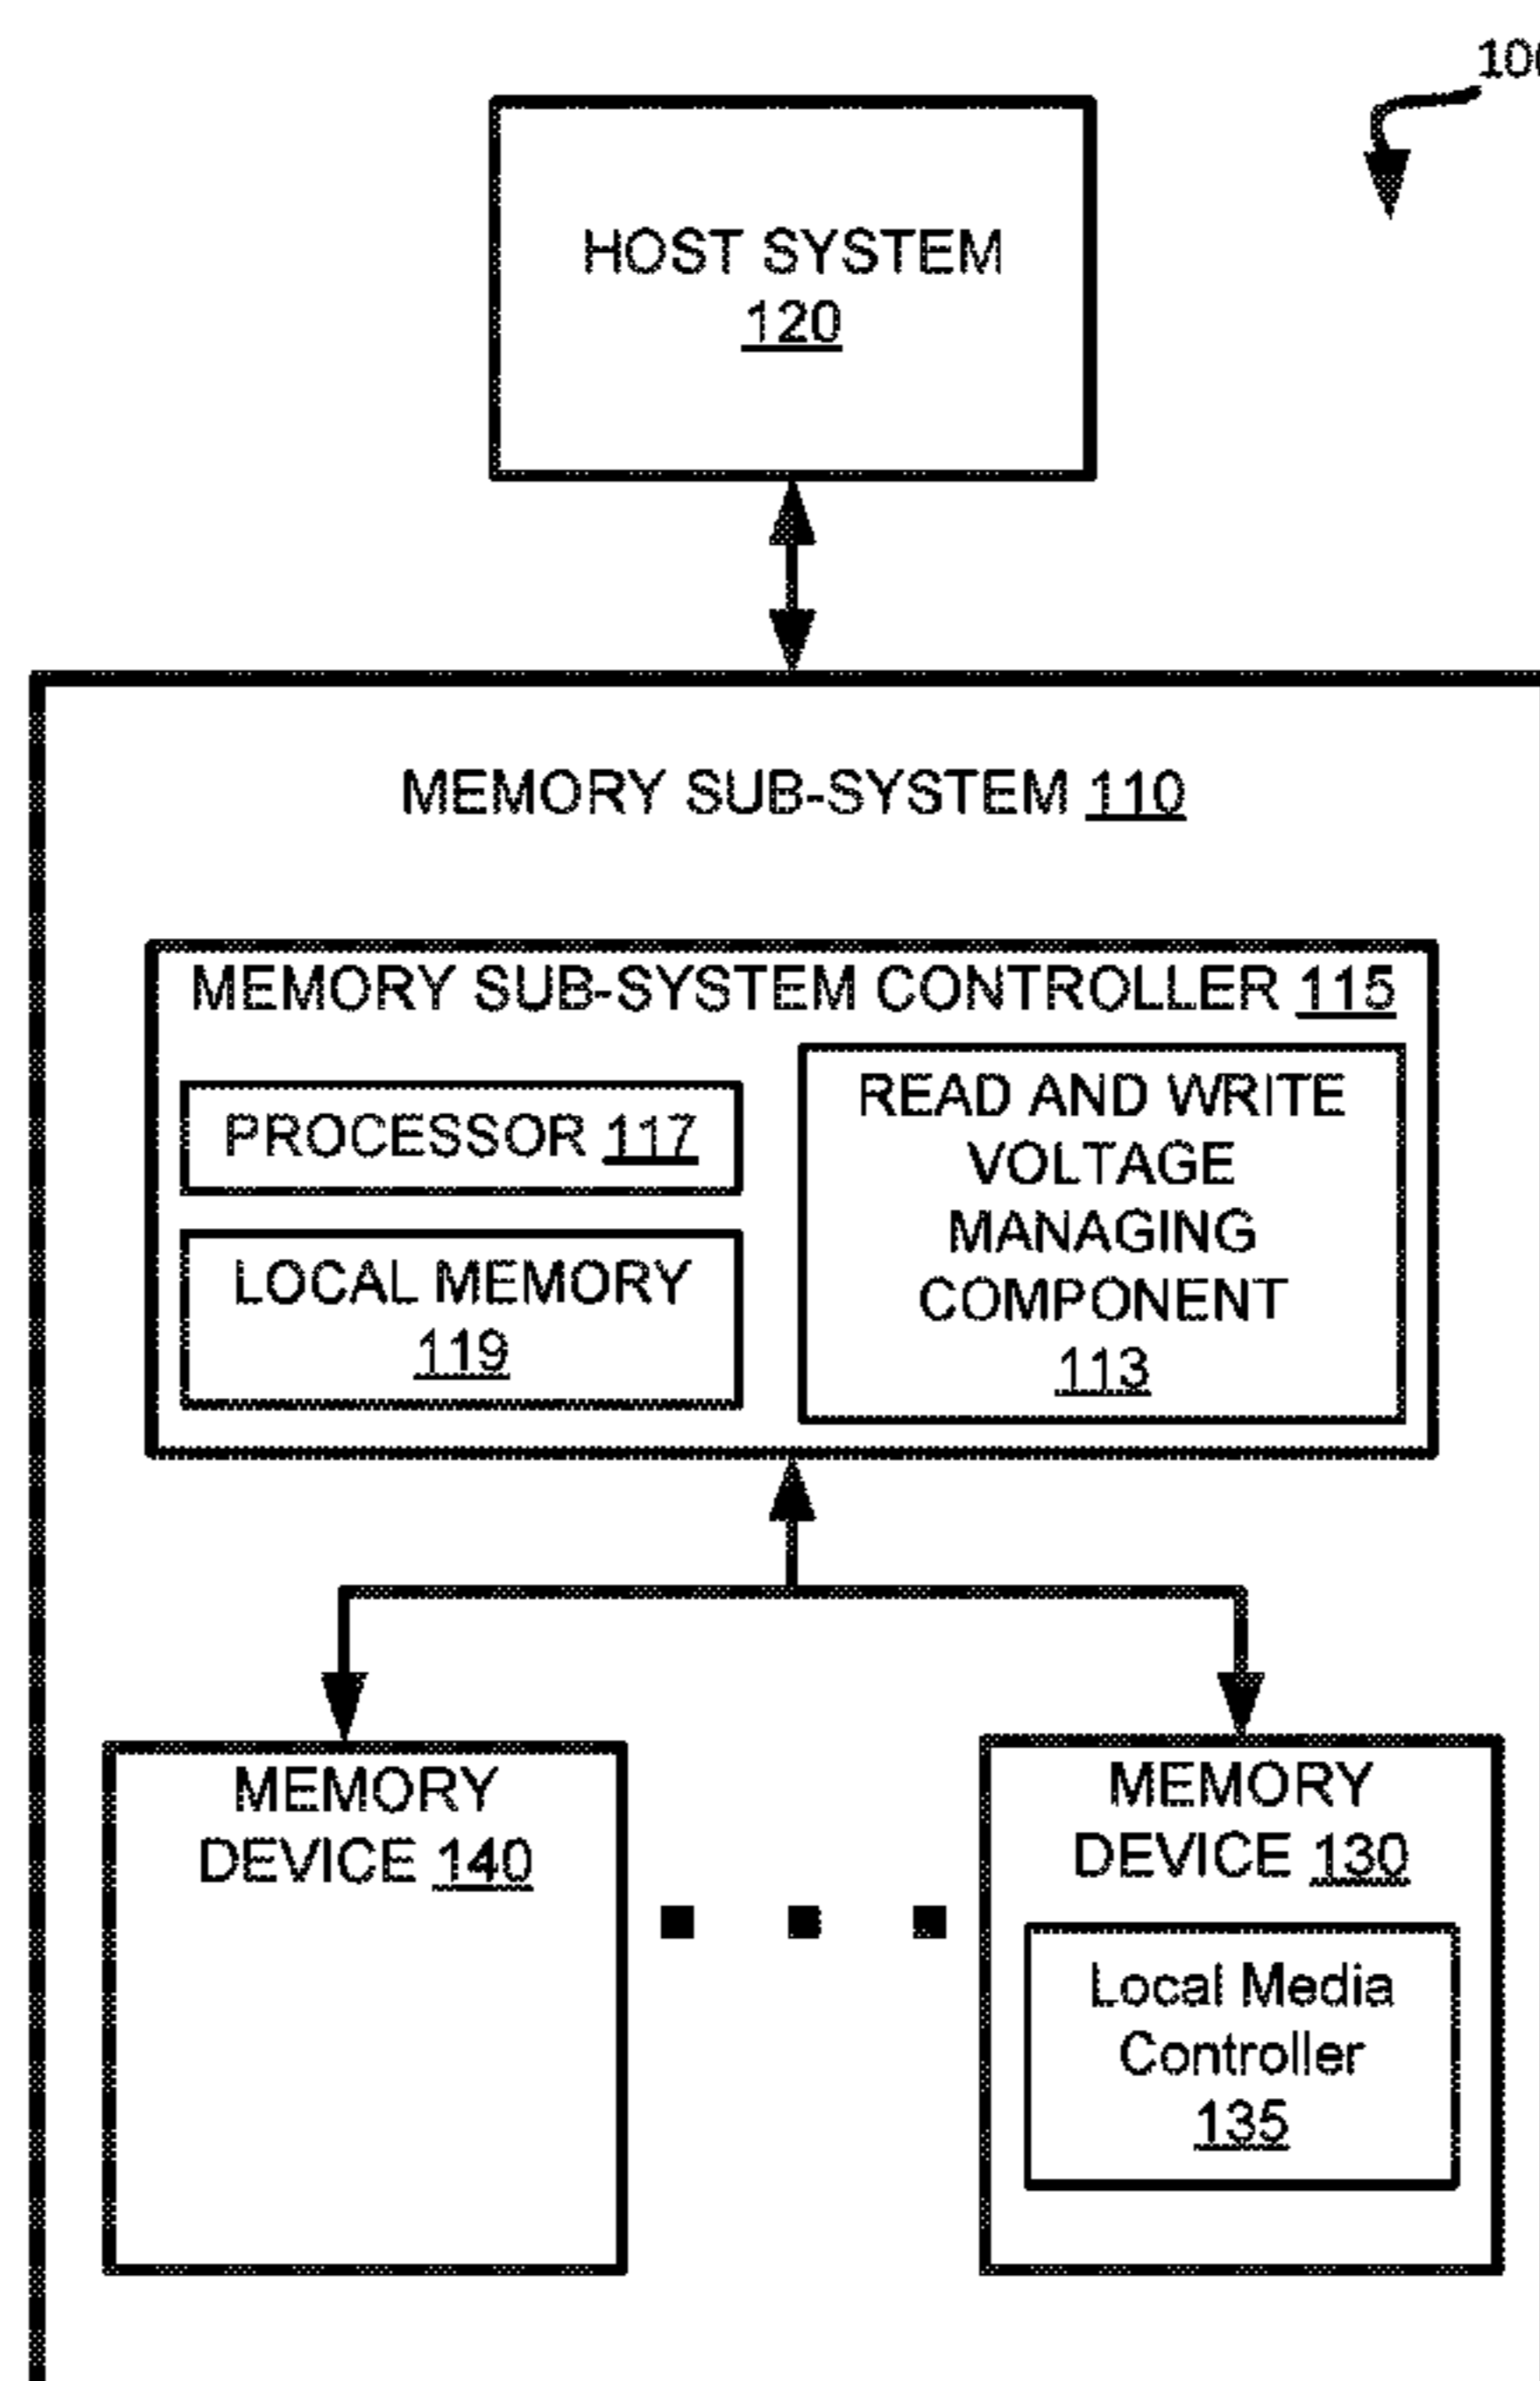 HOST SYSTEM
120
MEMORY SUB-SYSTEM 110
MEMORY SUB-SYSTEM CONTROLLER 115
PROCESSOR 117
LOCAL MEMORY
119
READ AND WRITE
VOLTAGE
MANAGING
COMPONENT
113
MEMORY
DEVICE 140
MEMORY
DEVICE 130
Local Media
Controller
135